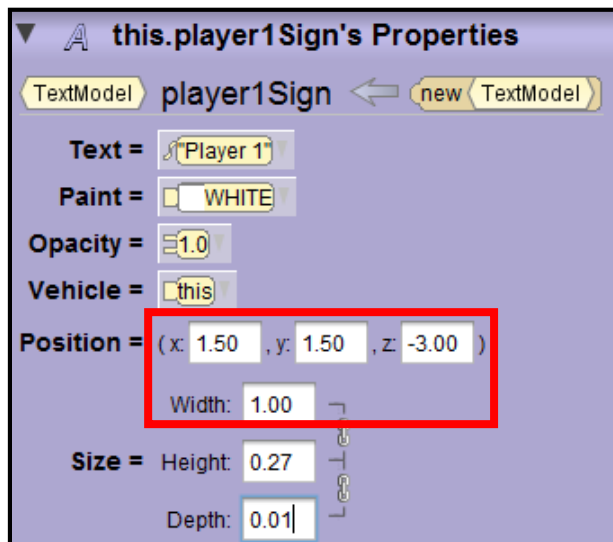 this.player1Sign's Properties
TextModel player1Sign new TextModel
Text = "Player 1"
Paint = WHITE
Opacity = 1.0
Vehicle = this
Position = ( x: 1.50 , y: 1.50 , z: -3.00 )
Width: 1.00
Size = Height: 0.27
Depth: 0.01